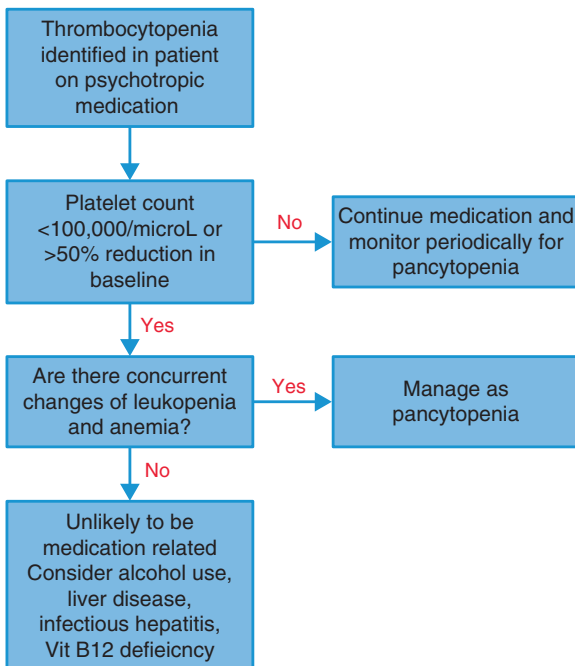 Thrombocytopenia
identified in patient
on psychotropic
medication
Platelet count
<100,000/microL or
>50% reduction in
baseline
No
Continue medication and
monitor periodically for
pancytopenia
Yes
Are there concurrent
changes of leukopenia
and anemia?
Yes
Manage as
pancytopenia
No
Unlikely to be
medication related
Consider alcohol use,
liver disease,
infectious hepatitis,
Vit B12 defieicncy